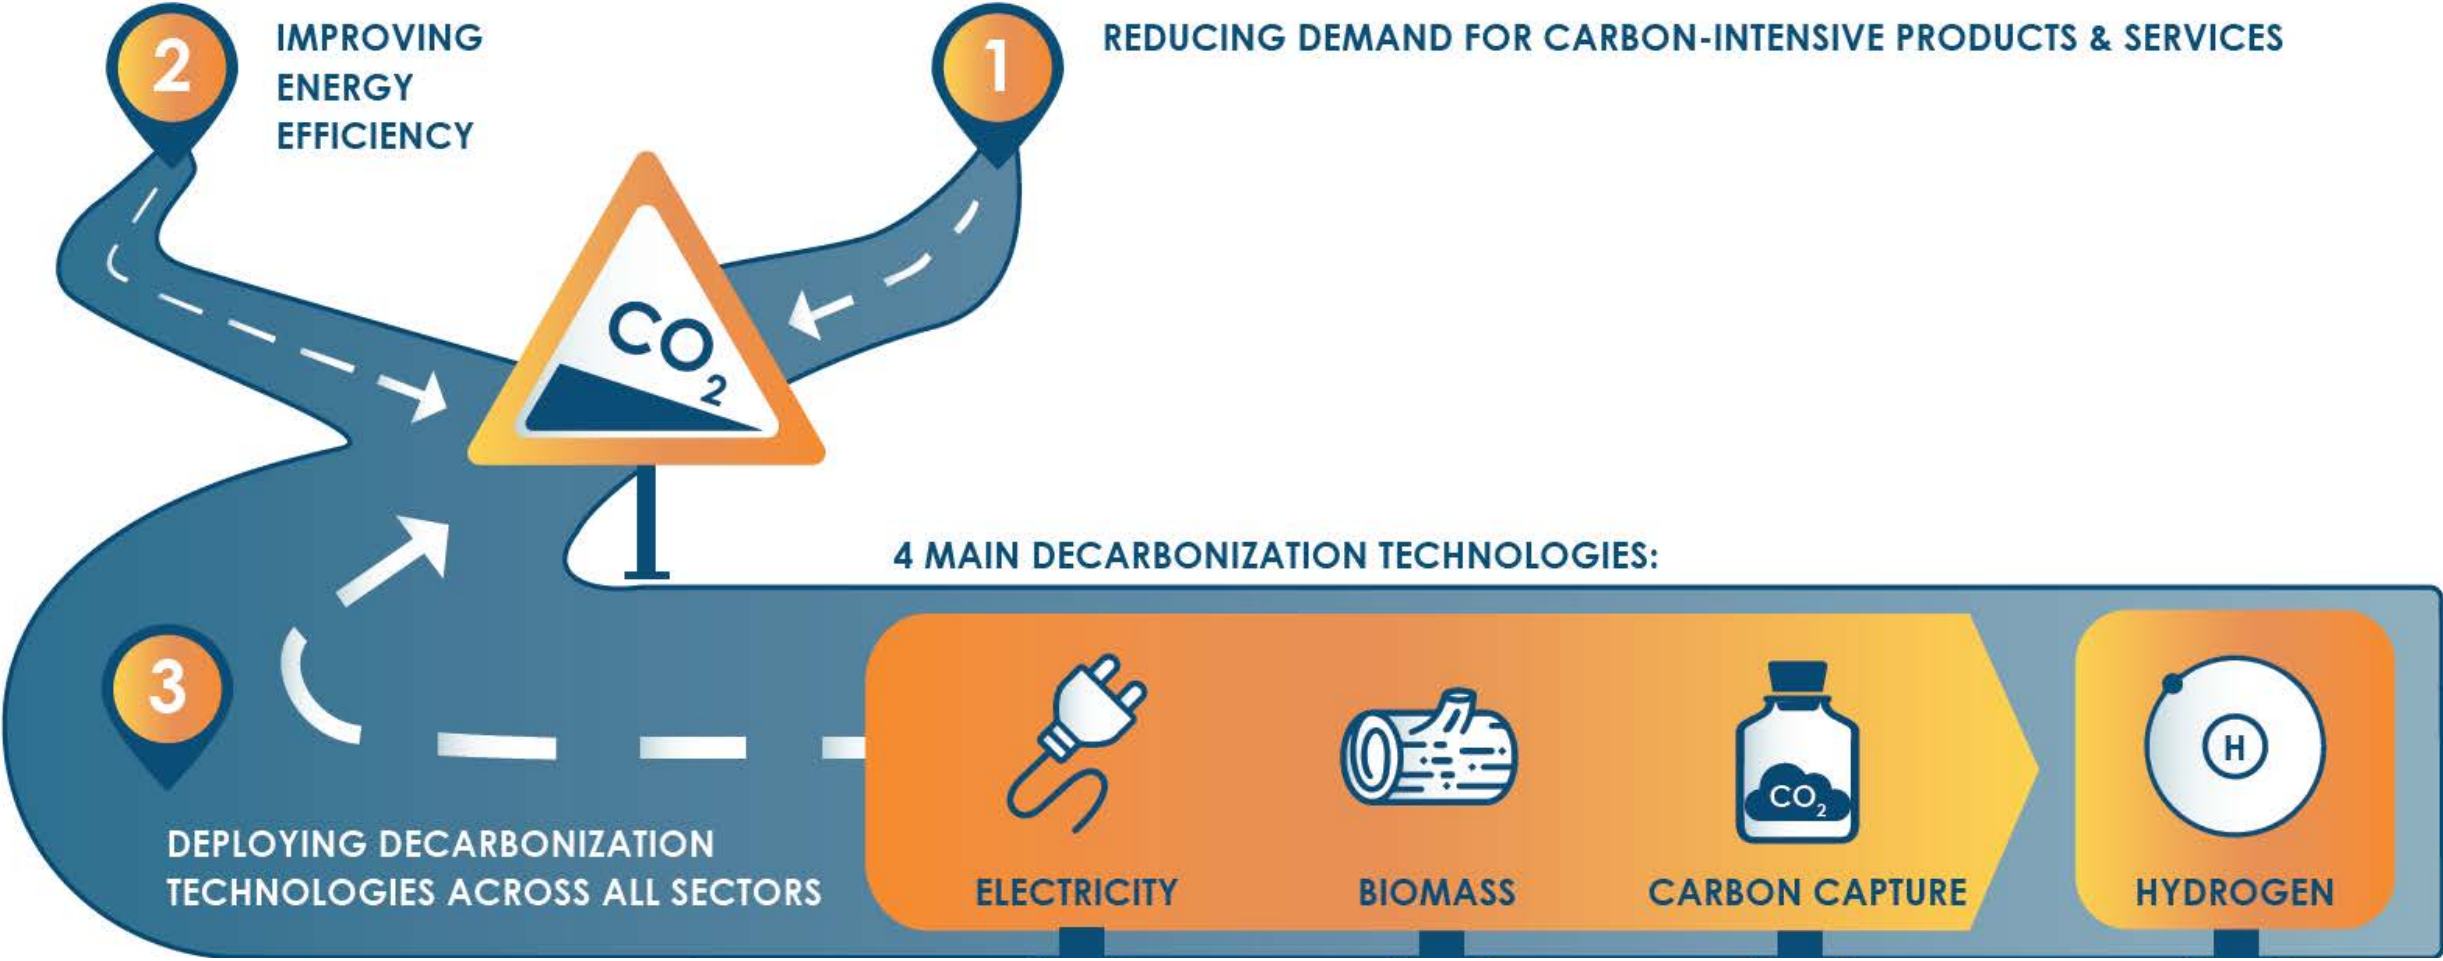 2
IMPROVING
ENERGY
EFFICIENCY
1
REDUCING DEMAND FOR CARBON-INTENSIVE PRODUCTS & SERVICES
CO₂
3
DEPLOYING DECARBONIZATION
TECHNOLOGIES ACROSS ALL SECTORS
4 MAIN DECARBONIZATION TECHNOLOGIES:
ELECTRICITY
BIOMASS
CO₂
CARBON CAPTURE
H
HYDROGEN